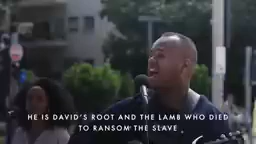 HE IS DAVID'S ROOT AND THE LAMB WHO DIED
TO RANSOM THE SLAVE